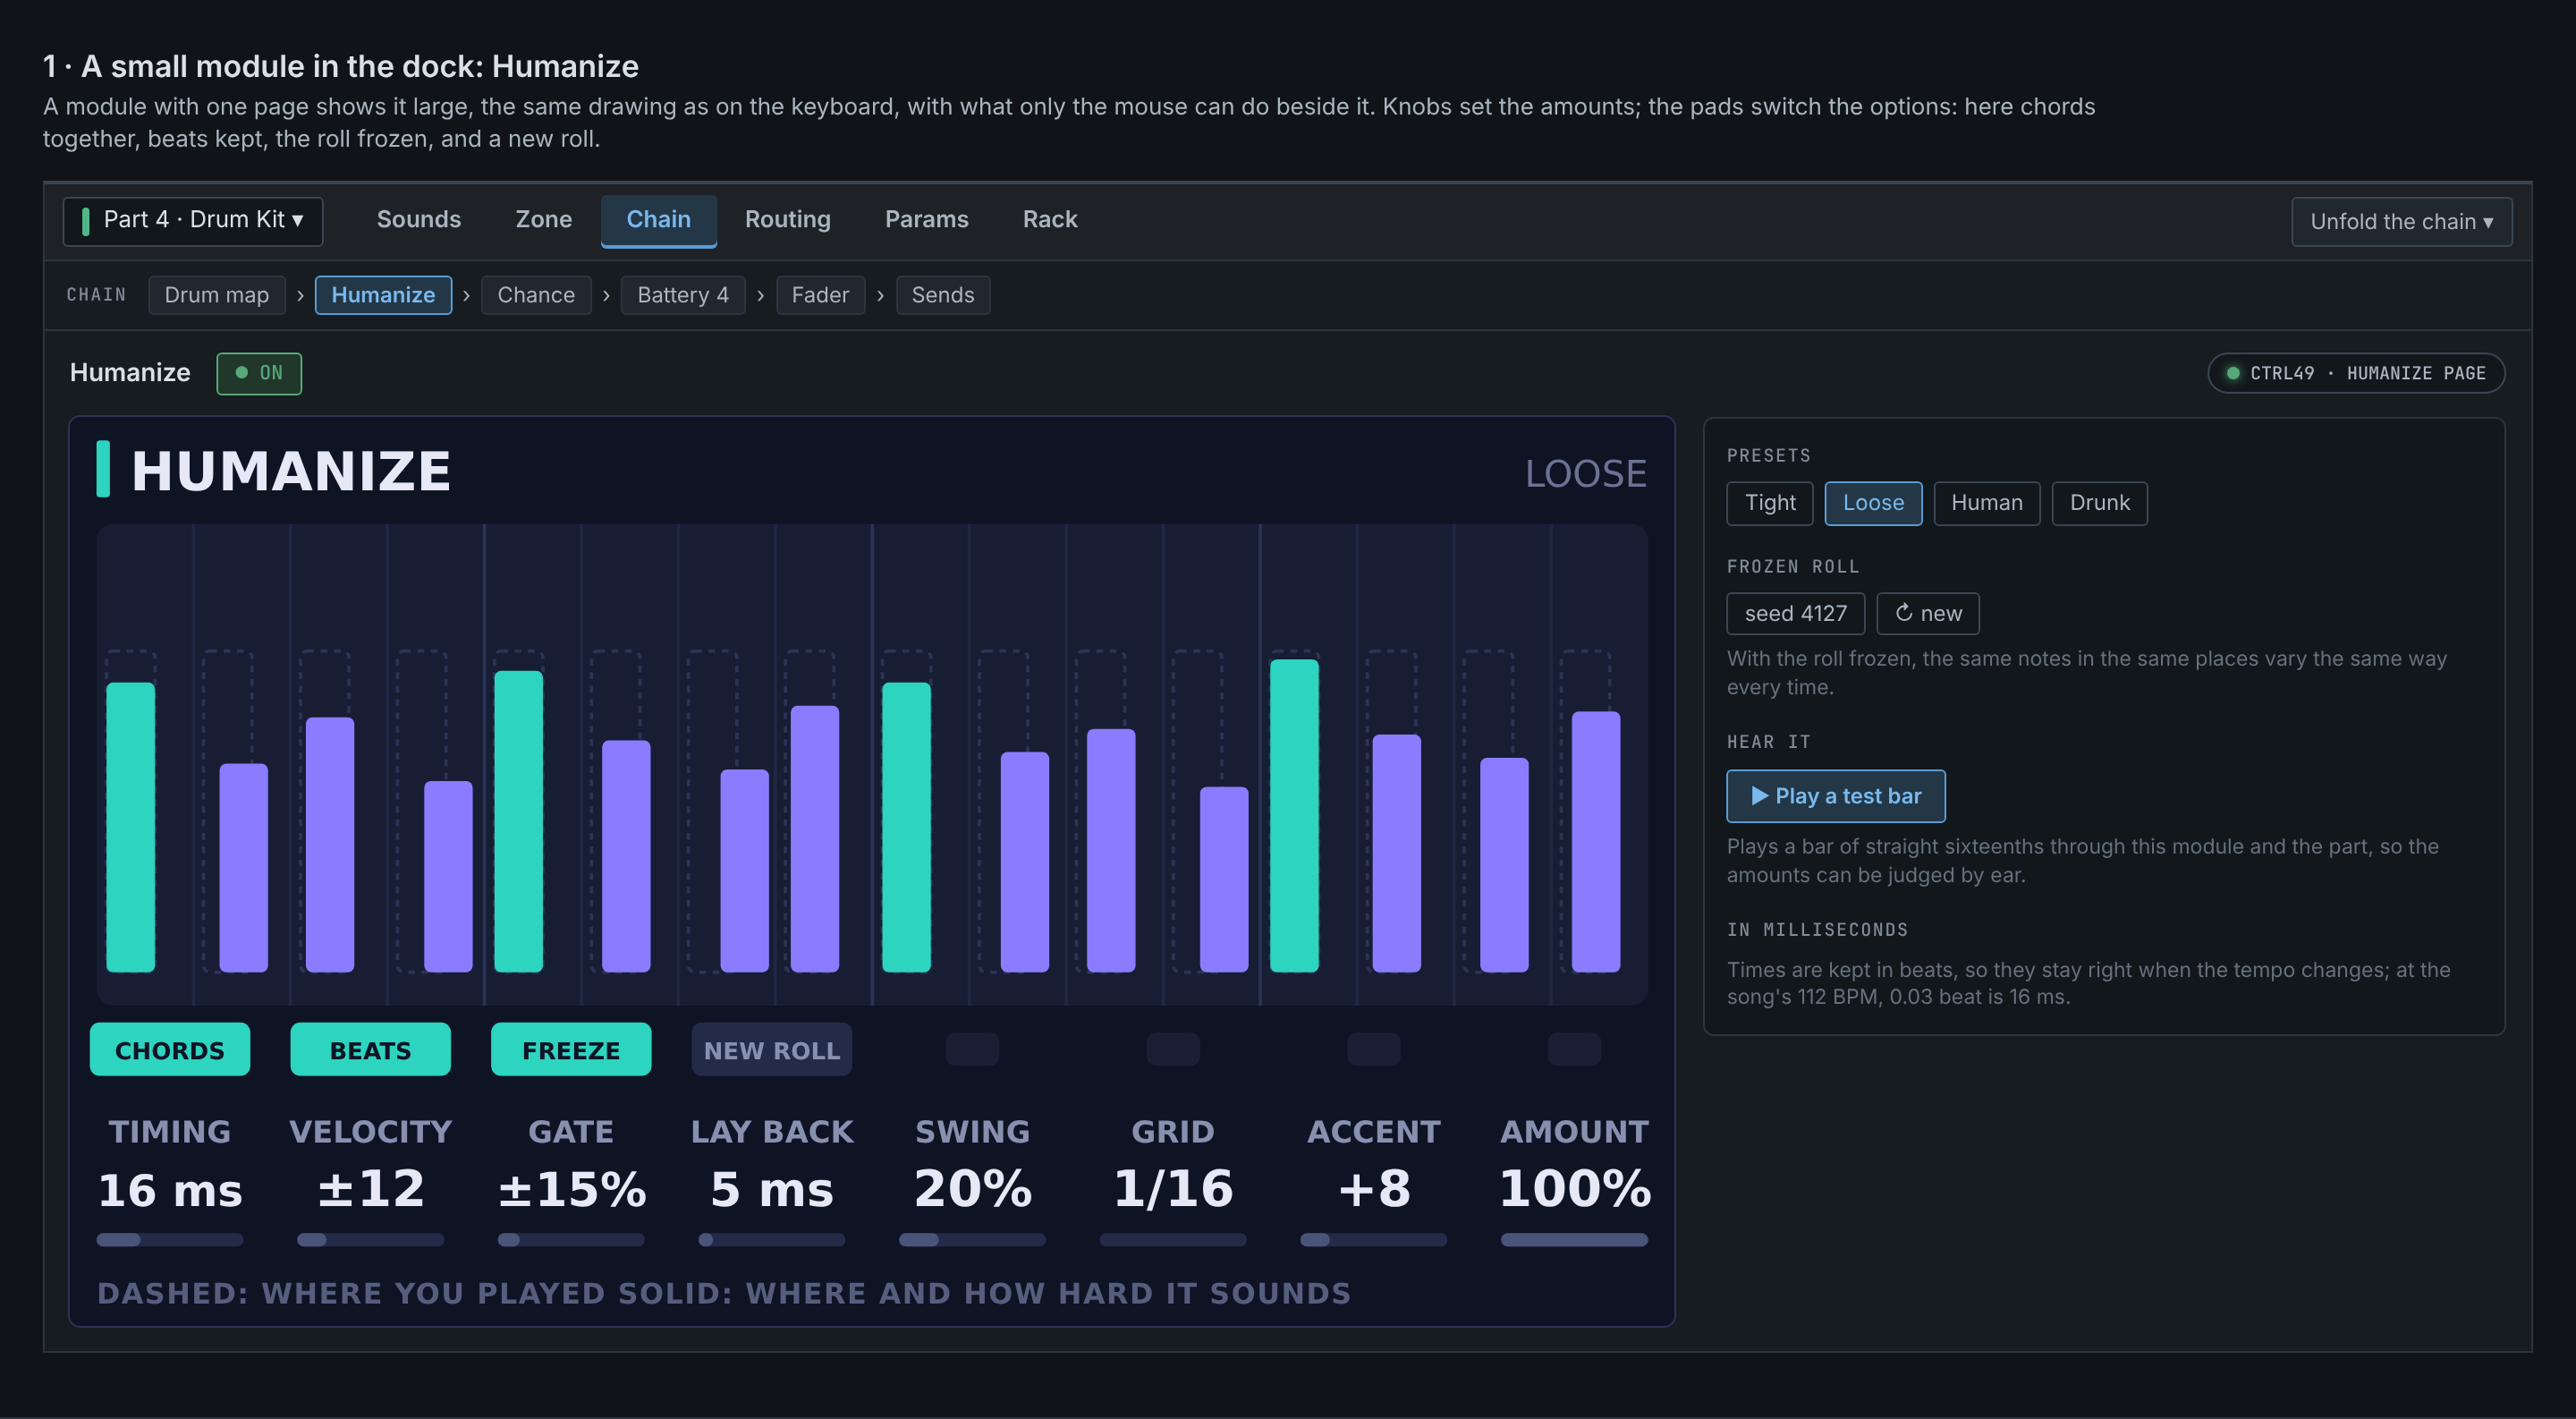 1 · A small module in the dock: Humanize
A module with one page shows it large, the same drawing as on the keyboard, with what only the mouse can do beside it. Knobs set the amounts; the pads switch the options: here chords
together, beats kept, the roll frozen, and a new roll.
Part 4 · Drum Kit ▾ Sounds Zone Chain Routing Params Rack Unfold the chain ▾
CHAIN Drum map › Humanize › Chance › Battery 4 › Fader › Sends
Humanize ON CTRL49 · HUMANIZE PAGE
HUMANIZE LOOSE
CHORDS BEATS FREEZE NEW ROLL
TIMING VELOCITY GATE LAY BACK SWING GRID ACCENT AMOUNT
16 ms ±12 ±15% 5 ms 20% 1/16 +8 100%
DASHED: WHERE YOU PLAYED SOLID: WHERE AND HOW HARD IT SOUNDS
PRESETS
Tight Loose Human Drunk
FROZEN ROLL
seed 4127 ↻ new
With the roll frozen, the same notes in the same places vary the same way
every time.
HEAR IT
▶ Play a test bar
Plays a bar of straight sixteenths through this module and the part, so the
amounts can be judged by ear.
IN MILLISECONDS
Times are kept in beats, so they stay right when the tempo changes; at the
song's 112 BPM, 0.03 beat is 16 ms.